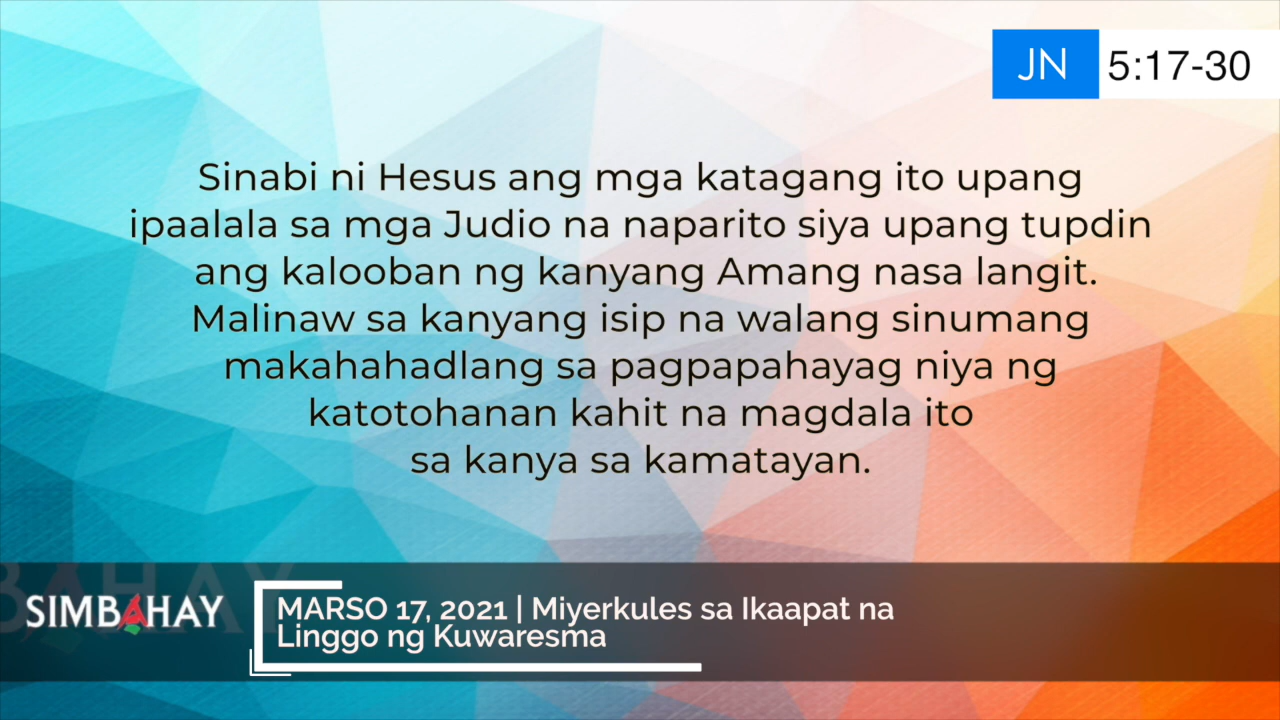 JN 5:17-30
Sinabi ni Hesus ang mga katagang ito upang
ipaalala sa mga Judio na naparito siya upang tupdin
ang kalooban ng kanyang Amang nasa langit.
Malinaw sa kanyang isip na walang sinumang
makahahadlang sa pagpapahayag niya ng
katotohanan kahit na magdala ito
sa kanya sa kamatayan.
SIMBAHAY
MARSO 17, 2021 | Miyerkules sa Ikaapat na
Linggo ng Kuwaresma